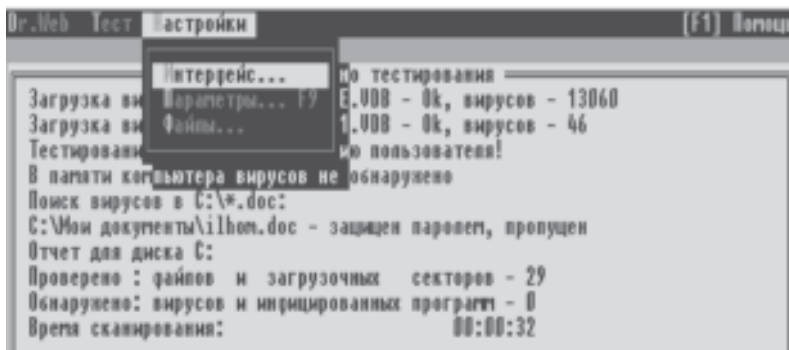 Dr.Web Тест Настройки [F1] Помощ
Интерфейс...
Параметры... F9
Файлы...
но тестирования
Загрузка ви E.VDB - Ok, вирусов - 13060
Загрузка ви 1.VDB - Ok, вирусов - 46
Тестировани ию пользователя!
В памяти компьютера вирусов не обнаружено
Поиск вирусов в C:\*.doc:
C:\Мои документы\ilhom.doc - защищен паролем, пропущен
Отчет для диска C:
Проверено : файлов и загрузочных секторов - 29
Обнаружено: вирусов и инфицированных программ - 0
Время сканирования: 00:00:32